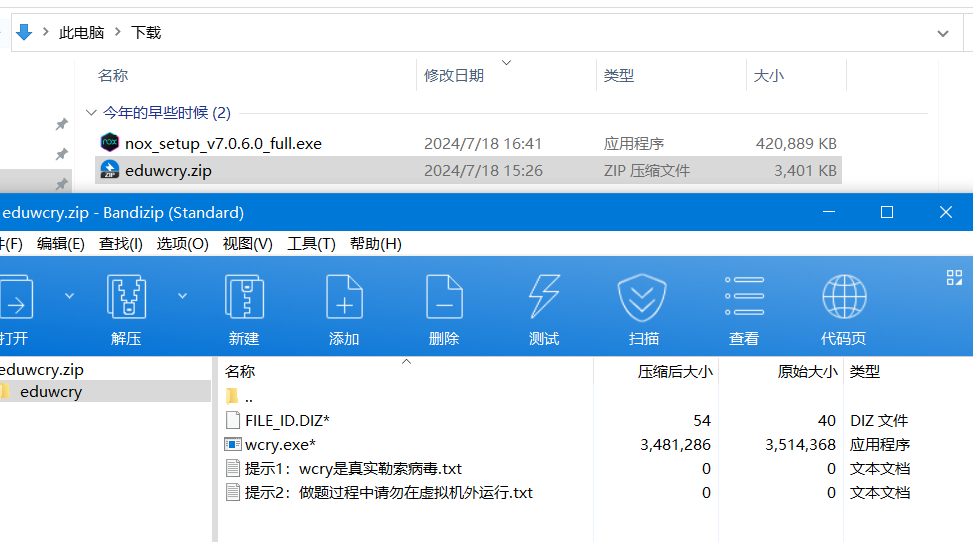 此电脑 下载
名称 修改日期 类型 大小
今年的早些时候 (2)
nox_setup_v7.0.6.0_full.exe 2024/7/18 16:41 应用程序 420,889 KB
eduwcry.zip 2024/7/18 15:26 ZIP 压缩文件 3,401 KB
eduwcry.zip - Bandizip (Standard)
件(F) 编辑(E) 查找(I) 选项(O) 视图(V) 工具(T) 帮助(H)
打开 解压 新建 添加 删除 测试 扫描 查看 代码页
eduwcry.zip 名称 压缩后大小 原始大小 类型
eduwcry ..
FILE_ID.DIZ* 54 40 DIZ 文件
wcry.exe* 3,481,286 3,514,368 应用程序
提示1：wcry是真实勒索病毒.txt 0 0 文本文档
提示2：做题过程中请勿在虚拟机外运行.txt 0 0 文本文档